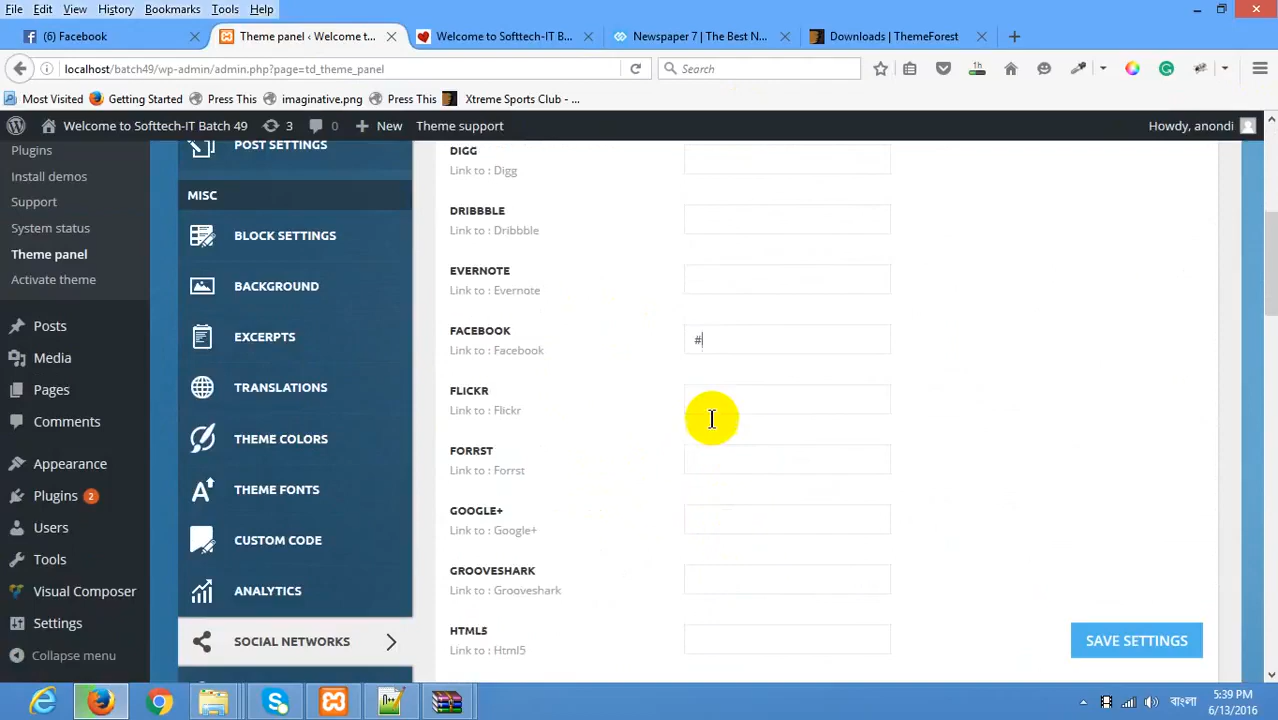 File Edit View History Bookmarks Tools Help
(6) Facebook × Theme panel ‹ Welcome t... × Welcome to Softtech-IT B... × Newspaper 7 | The Best N... × Downloads | ThemeForest ×
localhost/batch49/wp-admin/admin.php?page=td_theme_panel Search 1h
Most Visited Getting Started Press This imaginative.png Press This Xtreme Sports Club - ...
Welcome to Softtech-IT Batch 49 3 0 New Theme support Howdy, anondi
Plugins
Install demos
Support
System status
Theme panel
Activate theme
Posts
Media
Pages
Comments
Appearance
Plugins 2
Users
Tools
Visual Composer
Settings
Collapse menu
POST SETTINGS
MISC
BLOCK SETTINGS
BACKGROUND
EXCERPTS
TRANSLATIONS
THEME COLORS
THEME FONTS
CUSTOM CODE
ANALYTICS
SOCIAL NETWORKS
DIGG
Link to : Digg
DRIBBBLE
Link to : Dribbble
EVERNOTE
Link to : Evernote
FACEBOOK
Link to : Facebook
#
FLICKR
Link to : Flickr
FORRST
Link to : Forrst
GOOGLE+
Link to : Google+
GROOVESHARK
Link to : Grooveshark
HTML5
Link to : Html5
SAVE SETTINGS
বাংলা
5:39 PM
6/13/2016